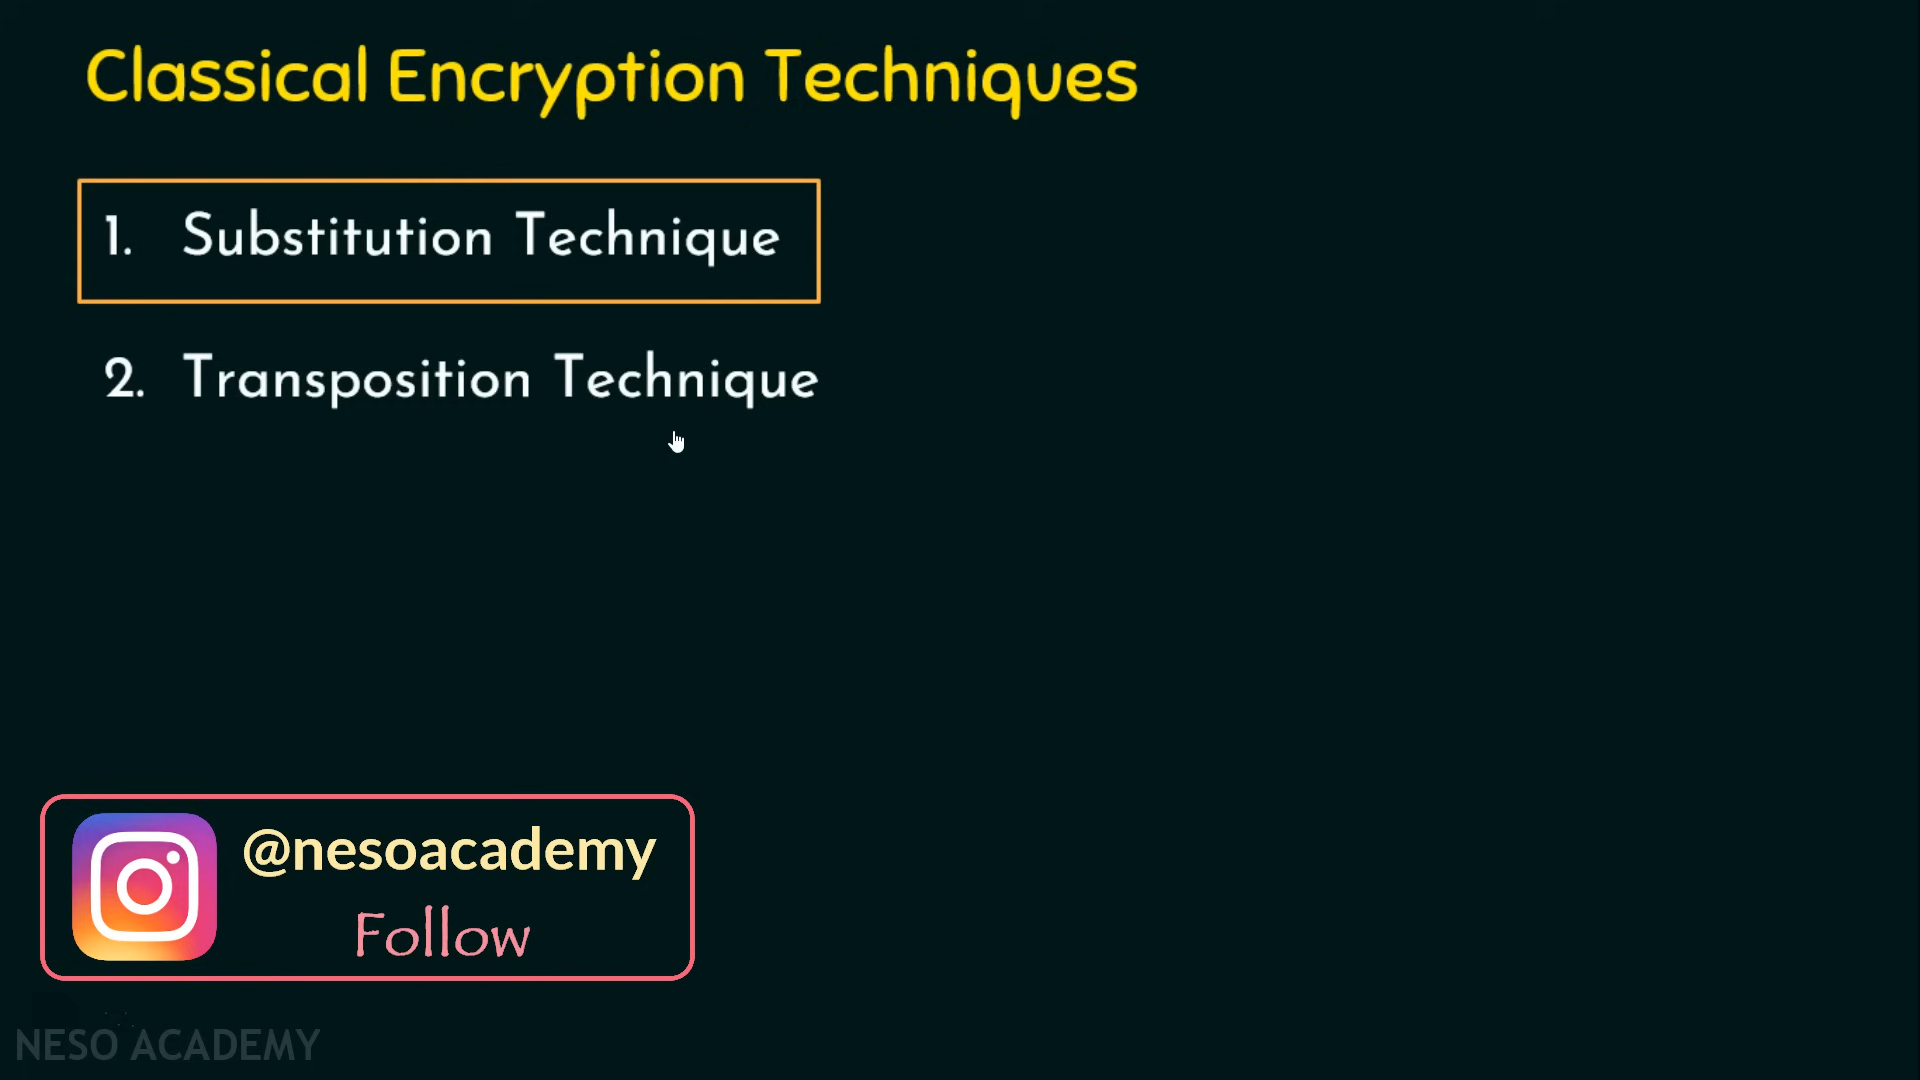 Classical Encryption Techniques
1. Substitution Technique
2. Transposition Technique
@nesoacademy
Follow
NESO ACADEMY